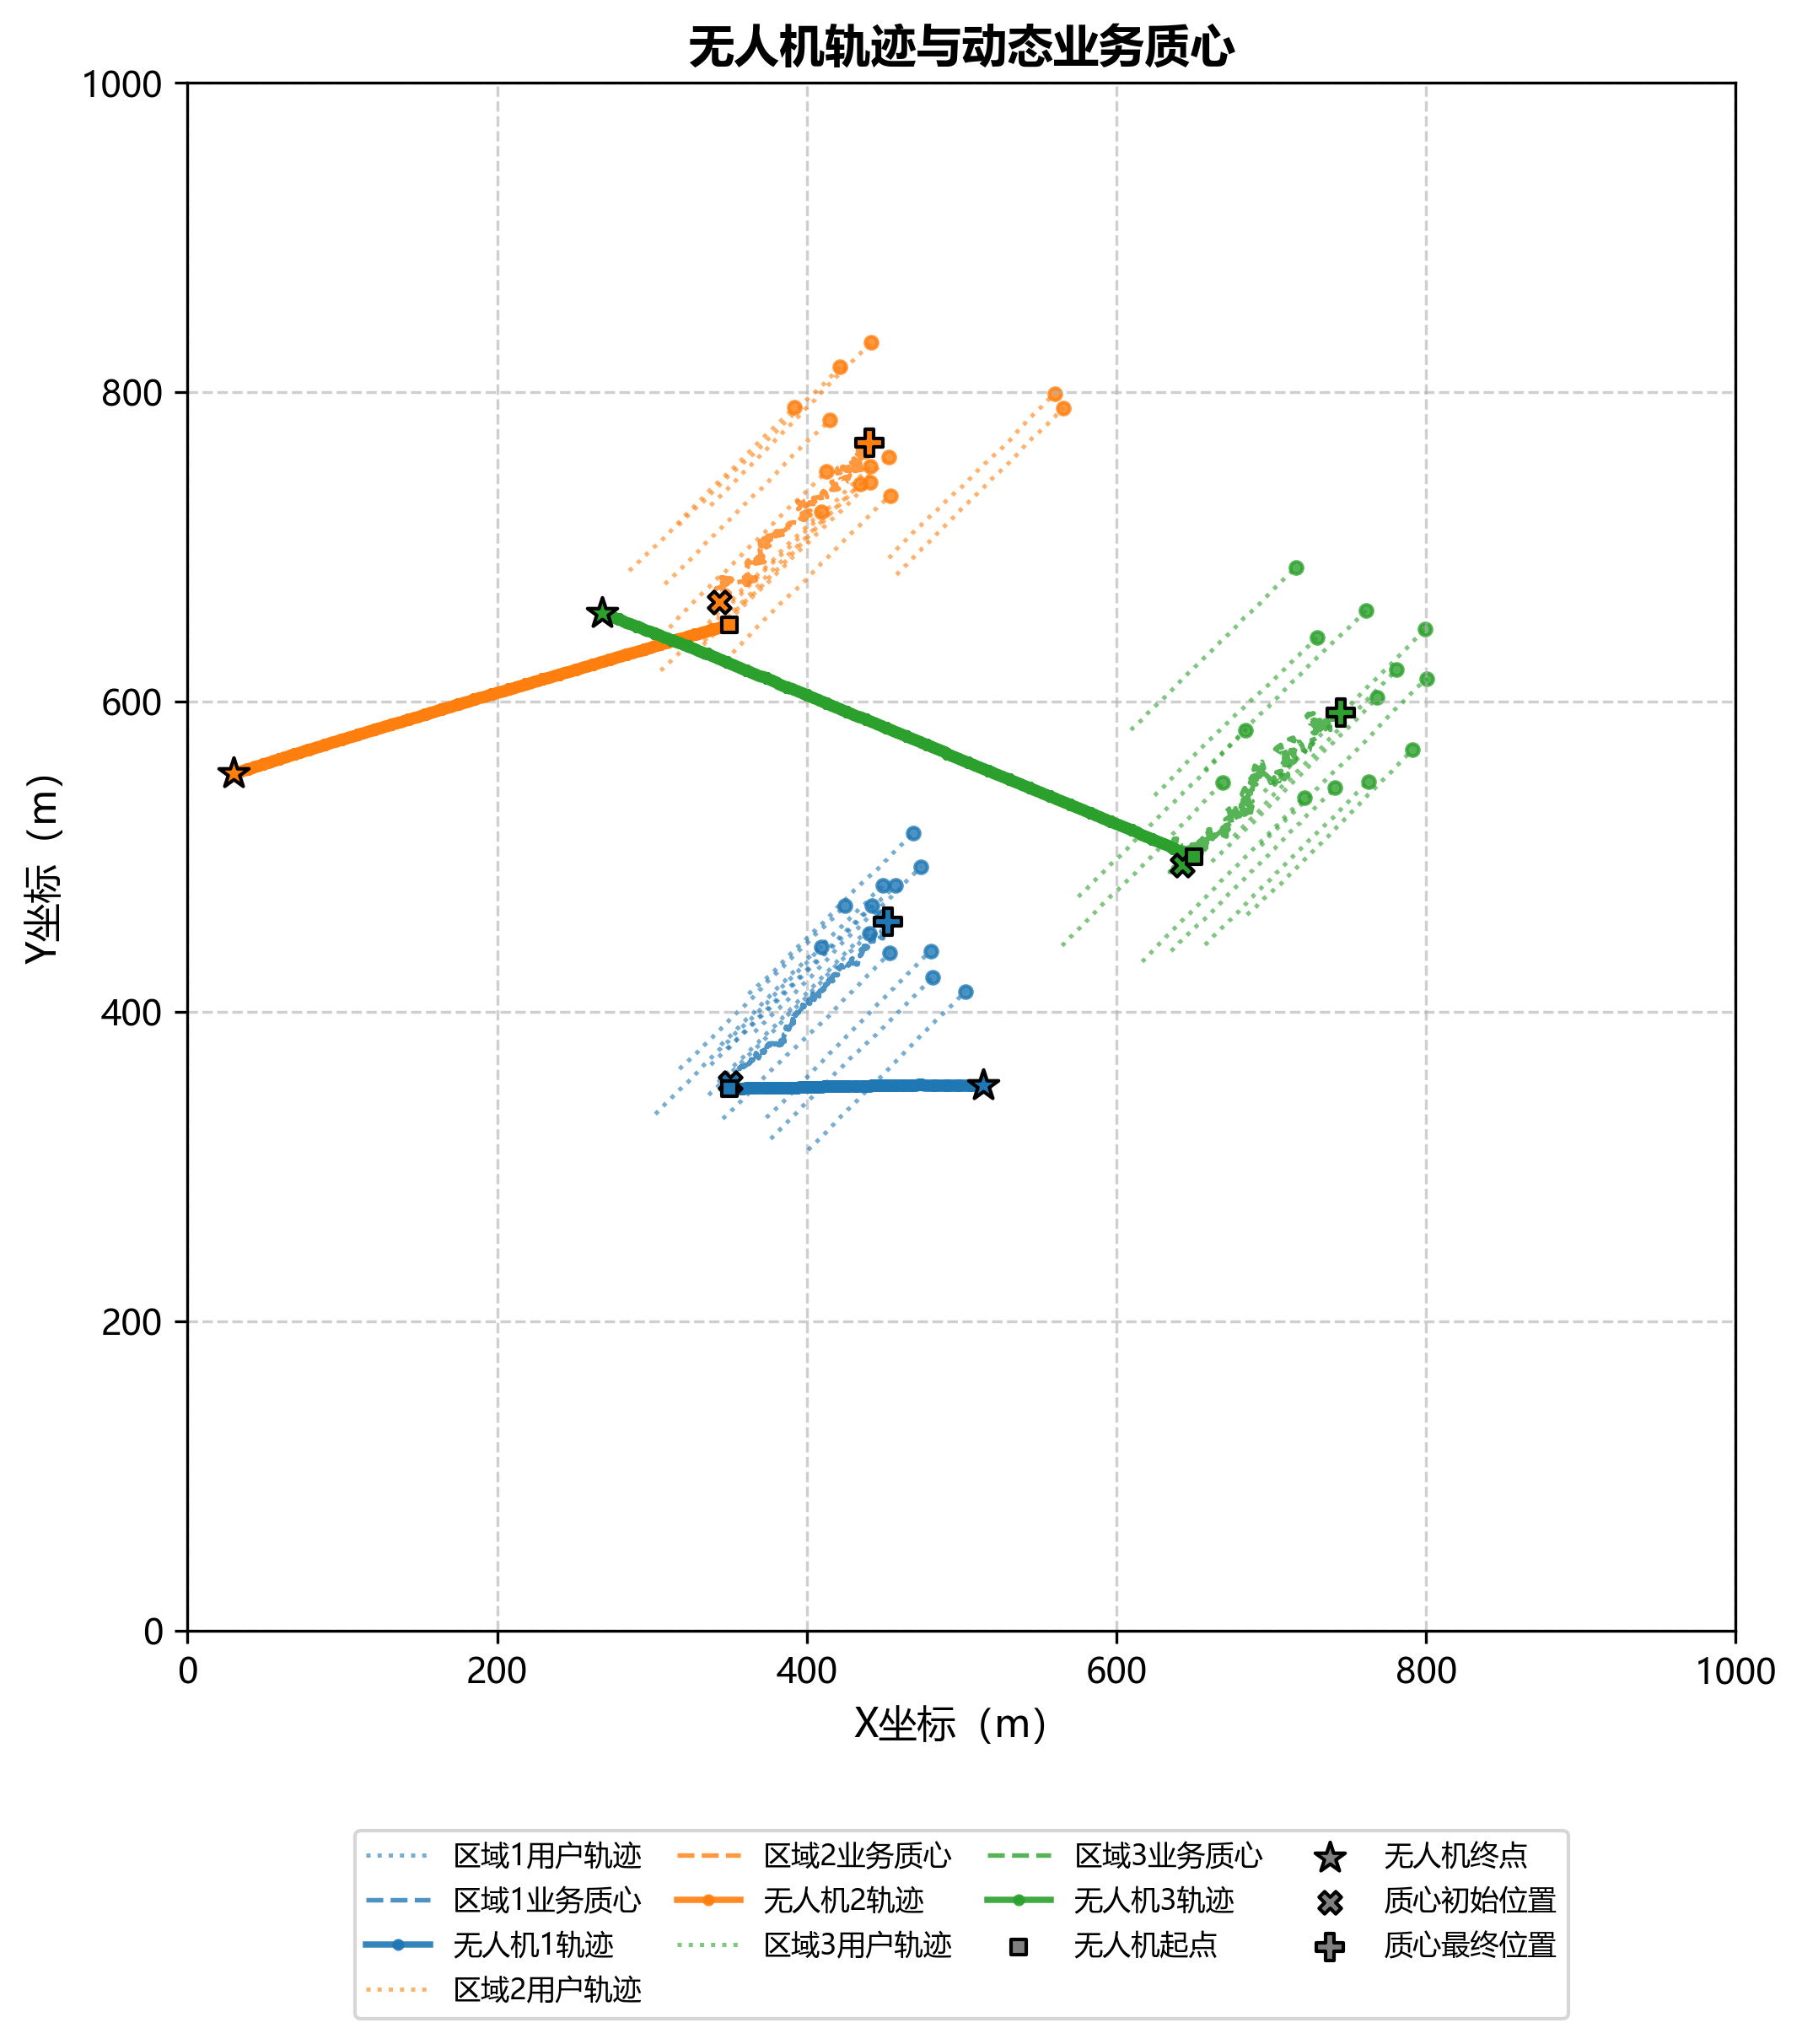 无人机轨迹与动态业务质心
1000
800
600
400
200
0
Y坐标（m）
0 200 400 600 800 1000
X坐标（m）
区域1用户轨迹
区域1业务质心
无人机1轨迹
区域2用户轨迹
区域2业务质心
无人机2轨迹
区域3用户轨迹
区域3业务质心
无人机3轨迹
无人机起点
无人机终点
质心初始位置
质心最终位置